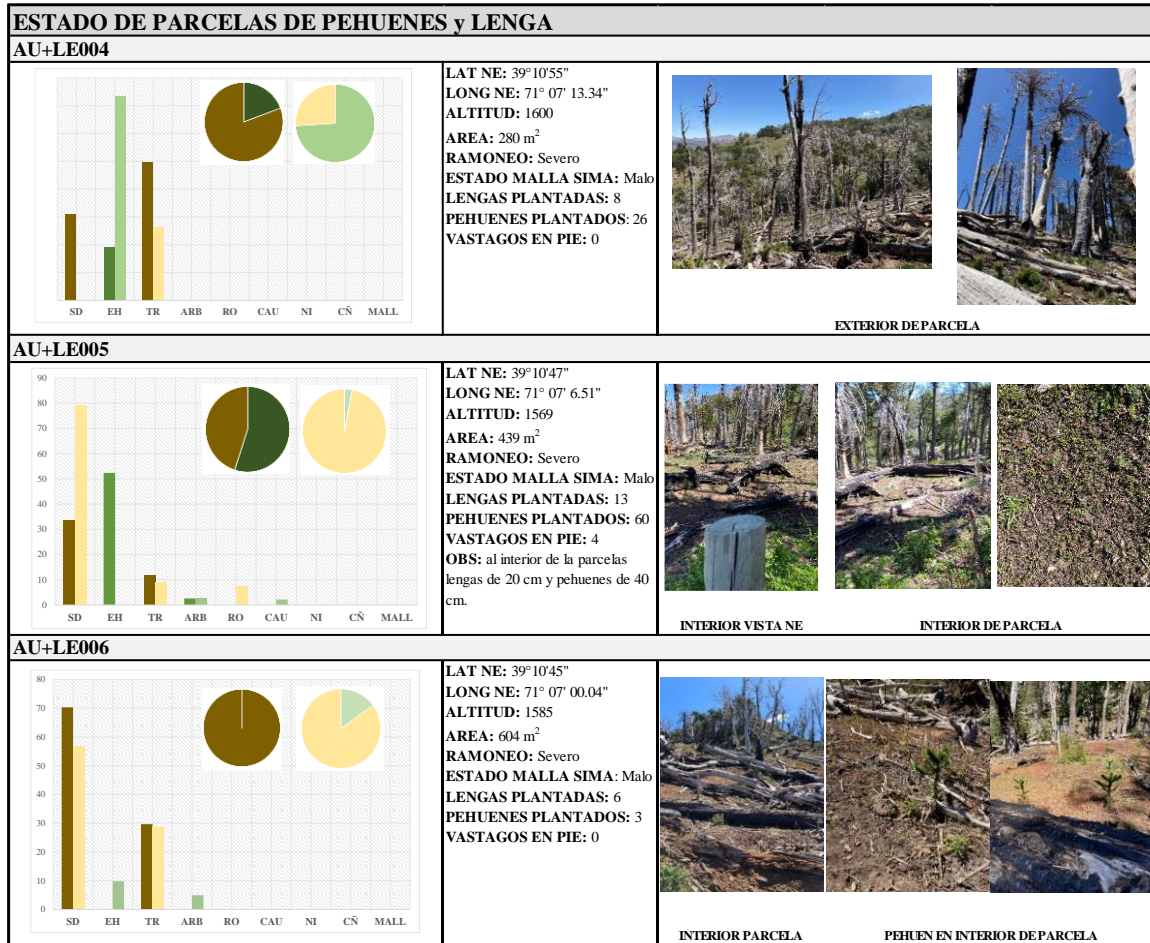 ESTADO DE PARCELAS DE PEHUENES y LENGA
AU+LE004
SD EH TR ARB RO CAU NI CÑ MALL
LAT NE: 39°10'55"
LONG NE: 71° 07' 13.34"
ALTITUD: 1600
AREA: 280 m²
RAMONEO: Severo
ESTADO MALLA SIMA: Malo
LENGAS PLANTADAS: 8
PEHUENES PLANTADOS: 26
VASTAGOS EN PIE: 0
EXTERIOR DE PARCELA
AU+LE005
90
80
70
60
50
40
30
20
10
0
SD EH TR ARB RO CAU NI CÑ MALL
LAT NE: 39°10'47"
LONG NE: 71° 07' 6.51"
ALTITUD: 1569
AREA: 439 m²
RAMONEO: Severo
ESTADO MALLA SIMA: Malo
LENGAS PLANTADAS: 13
PEHUENES PLANTADOS: 60
VASTAGOS EN PIE: 4
OBS: al interior de la parcelas
lengas de 20 cm y pehuenes de 40
cm.
INTERIOR VISTA NE
INTERIOR DE PARCELA
AU+LE006
80
70
60
50
40
30
20
10
0
SD EH TR ARB RO CAU NI CÑ MALL
LAT NE: 39°10'45"
LONG NE: 71° 07' 00.04"
ALTITUD: 1585
AREA: 604 m²
RAMONEO: Severo
ESTADO MALLA SIMA: Malo
LENGAS PLANTADAS: 6
PEHUENES PLANTADOS: 3
VASTAGOS EN PIE: 0
INTERIOR PARCELA
PEHUEN EN INTERIOR DE PARCELA